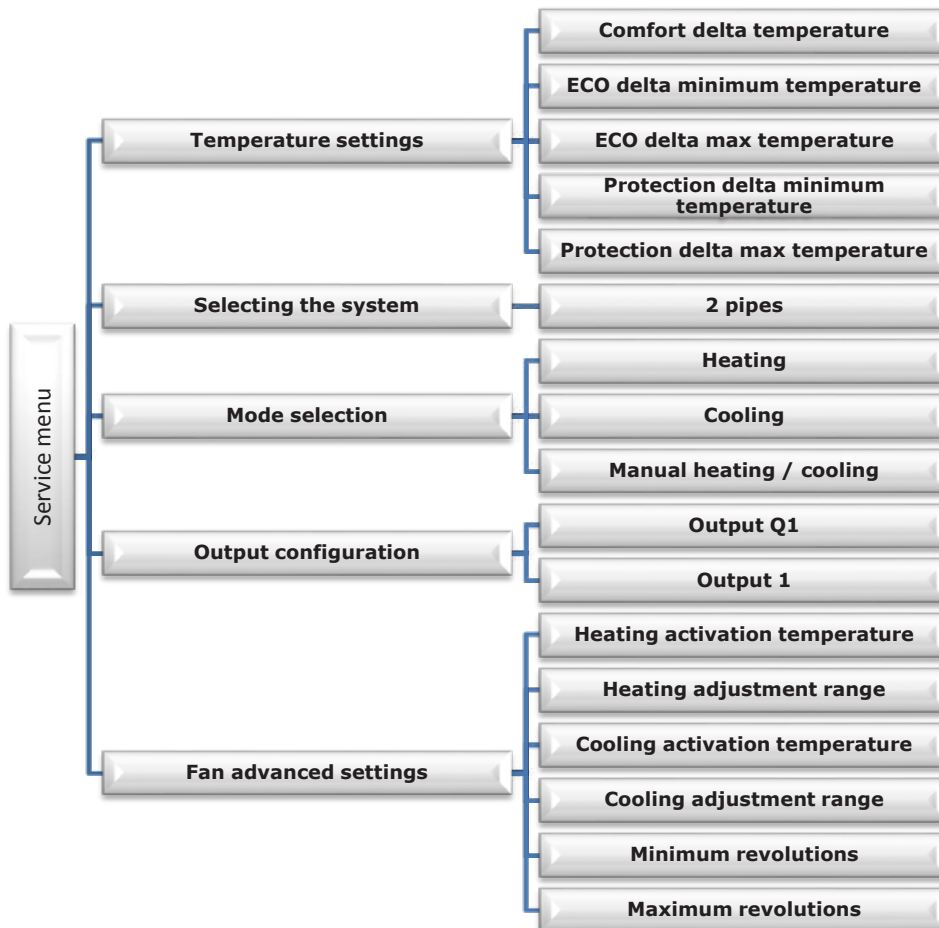 Service menu
Temperature settings
Comfort delta temperature
ECO delta minimum temperature
ECO delta max temperature
Protection delta minimum
temperature
Protection delta max temperature
Selecting the system
2 pipes
Mode selection
Heating
Cooling
Manual heating / cooling
Output configuration
Output Q1
Output 1
Fan advanced settings
Heating activation temperature
Heating adjustment range
Cooling activation temperature
Cooling adjustment range
Minimum revolutions
Maximum revolutions